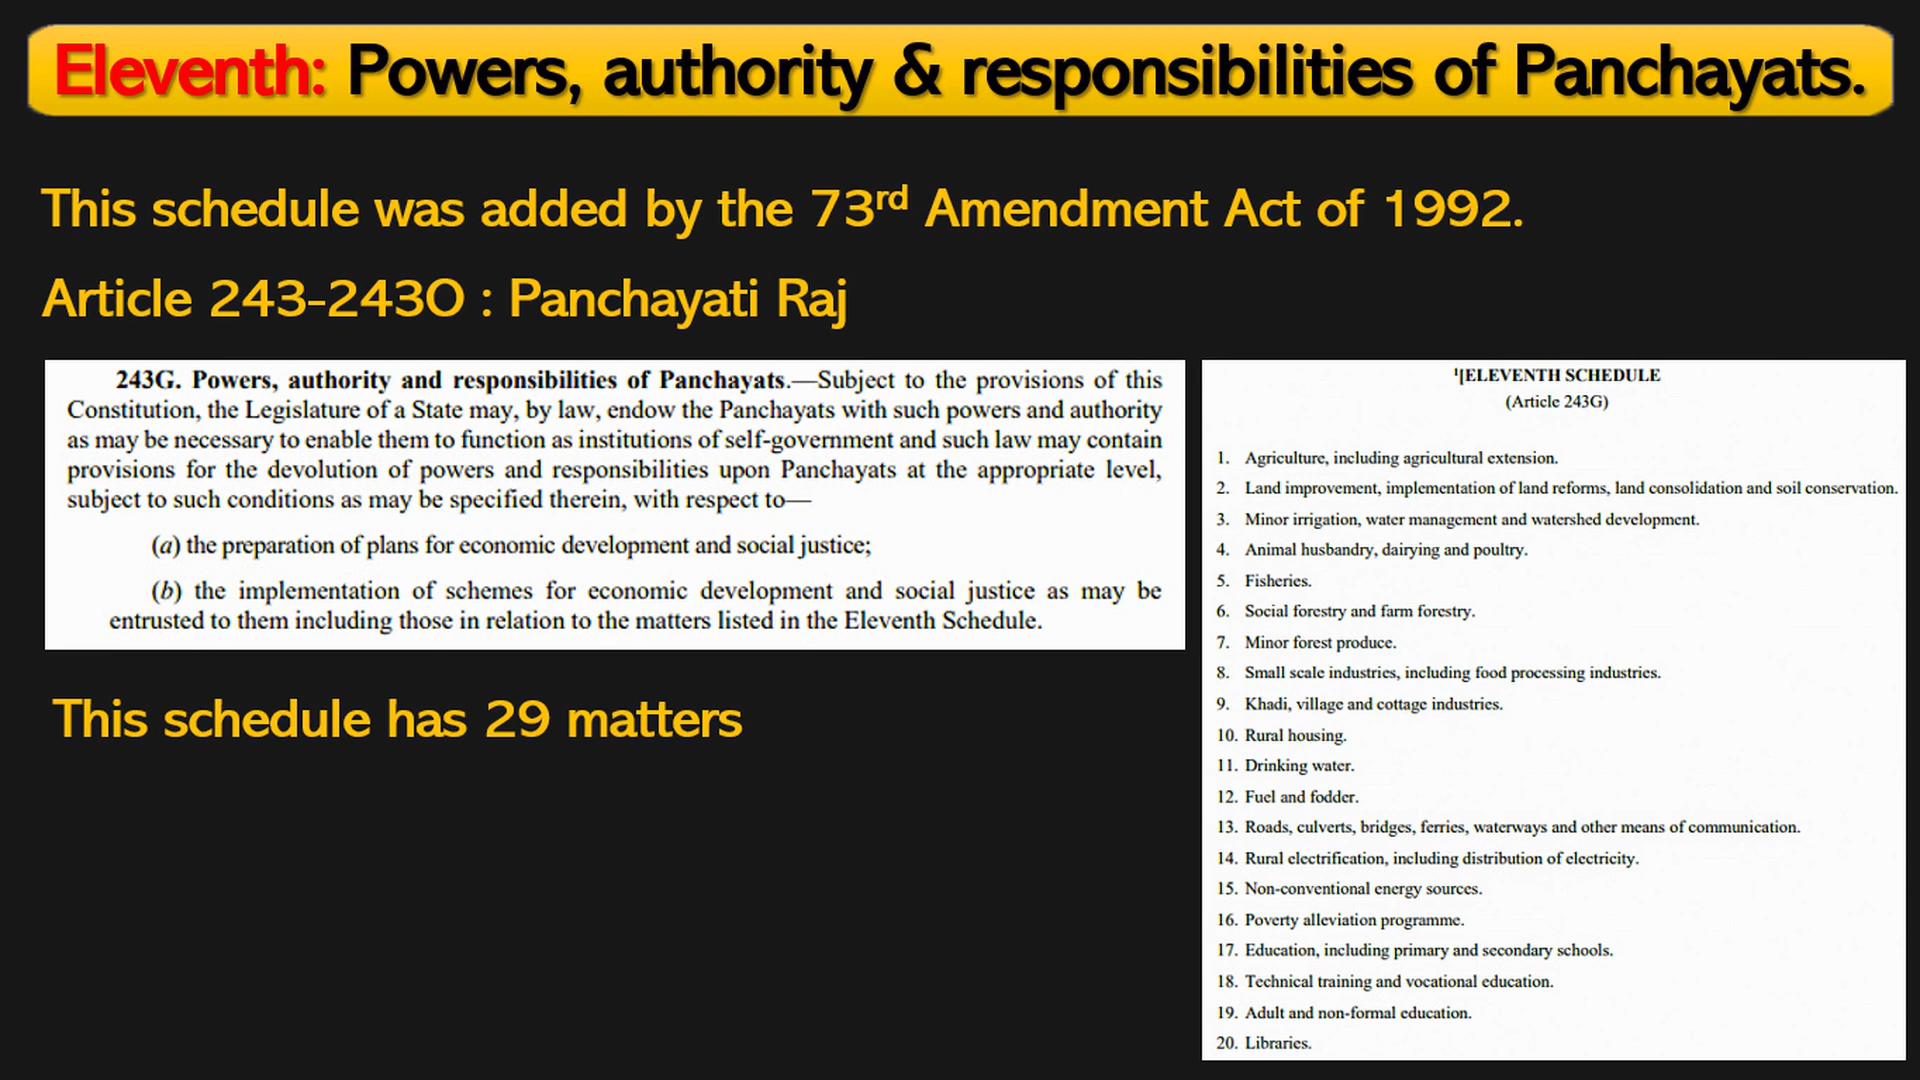 Eleventh: Powers, authority & responsibilities of Panchayats.
This schedule was added by the 73rd Amendment Act of 1992.
Article 243-243O : Panchayati Raj
243G. Powers, authority and responsibilities of Panchayats.—Subject to the provisions of this
Constitution, the Legislature of a State may, by law, endow the Panchayats with such powers and authority
as may be necessary to enable them to function as institutions of self-government and such law may contain
provisions for the devolution of powers and responsibilities upon Panchayats at the appropriate level,
subject to such conditions as may be specified therein, with respect to—
(a) the preparation of plans for economic development and social justice;
(b) the implementation of schemes for economic development and social justice as may be
entrusted to them including those in relation to the matters listed in the Eleventh Schedule.
This schedule has 29 matters
¹[ELEVENTH SCHEDULE
(Article 243G)
1. Agriculture, including agricultural extension.
2. Land improvement, implementation of land reforms, land consolidation and soil conservation.
3. Minor irrigation, water management and watershed development.
4. Animal husbandry, dairying and poultry.
5. Fisheries.
6. Social forestry and farm forestry.
7. Minor forest produce.
8. Small scale industries, including food processing industries.
9. Khadi, village and cottage industries.
10. Rural housing.
11. Drinking water.
12. Fuel and fodder.
13. Roads, culverts, bridges, ferries, waterways and other means of communication.
14. Rural electrification, including distribution of electricity.
15. Non-conventional energy sources.
16. Poverty alleviation programme.
17. Education, including primary and secondary schools.
18. Technical training and vocational education.
19. Adult and non-formal education.
20. Libraries.